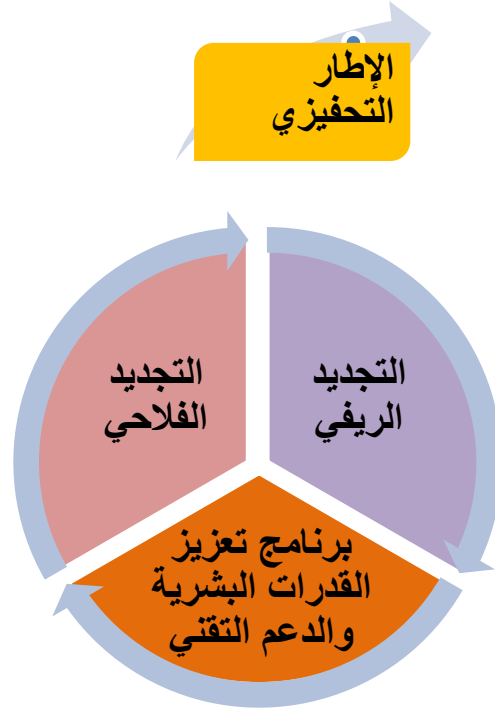 الإطار
التحفيزي
التجديد
الريفي
التجديد
الفلاحي
برنامج تعزيز
القدرات البشرية
والدعم التقني